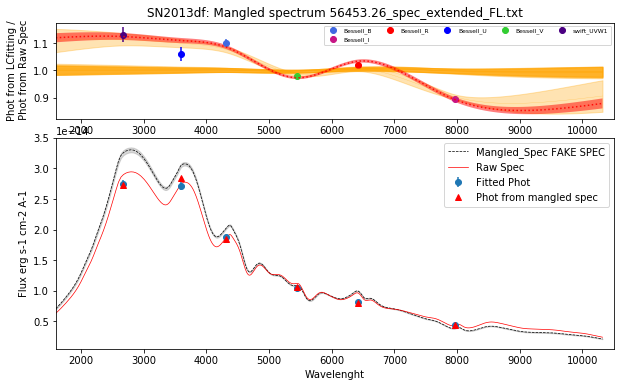 SN2013df: Mangled spectrum 56453.26_spec_extended_FL.txt
Phot from LCfitting /
Phot from Raw Spec
1.1
1.0
0.9
Bessell_B
Bessell_R
Bessell_U
Bessell_V
swift_UVW1
Bessell_I
2000 3000 4000 5000 6000 7000 8000 9000 10000
1e-14
Flux erg s-1 cm-2 A-1
3.5
3.0
2.5
2.0
1.5
1.0
0.5
Mangled_Spec FAKE SPEC
Raw Spec
Fitted Phot
Phot from mangled spec
2000 3000 4000 5000 6000 7000 8000 9000 10000
Wavelenght